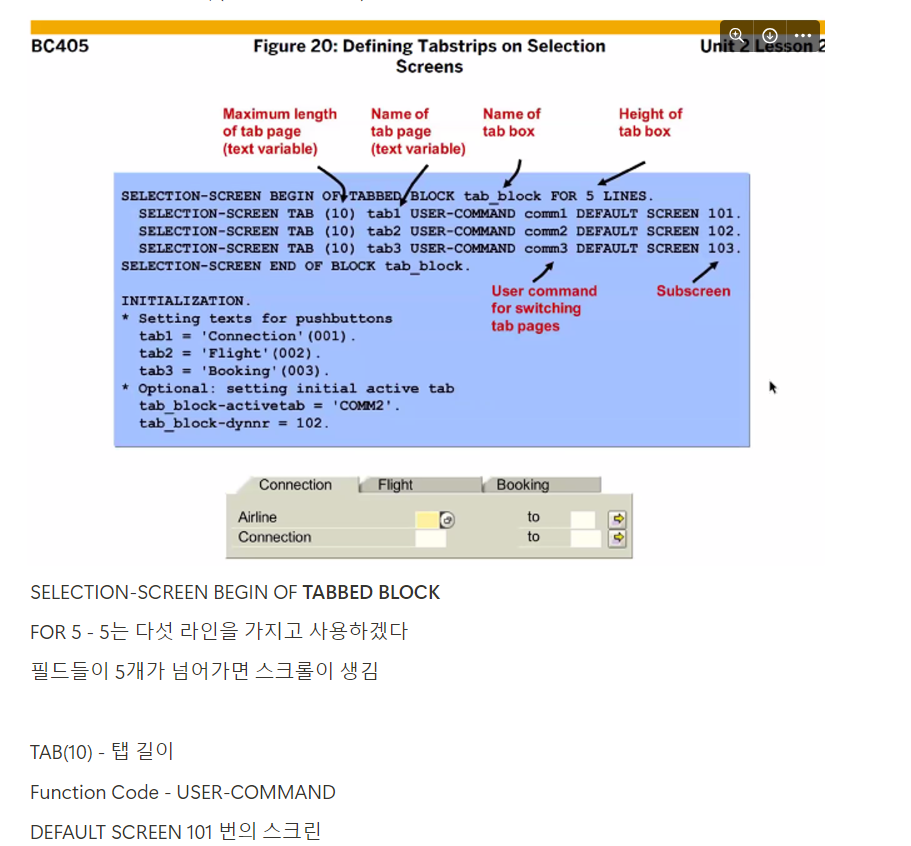 BC405
Figure 20: Defining Tabstrips on Selection
Screens
Unit 2 Lesson 2
Maximum length
of tab page
(text variable)
Name of
tab page
(text variable)
Name of
tab box
Height of
tab box
SELECTION-SCREEN BEGIN OF TABBED BLOCK tab_block FOR 5 LINES.
SELECTION-SCREEN TAB (10) tab1 USER-COMMAND comm1 DEFAULT SCREEN 101.
SELECTION-SCREEN TAB (10) tab2 USER-COMMAND comm2 DEFAULT SCREEN 102.
SELECTION-SCREEN TAB (10) tab3 USER-COMMAND comm3 DEFAULT SCREEN 103.
SELECTION-SCREEN END OF BLOCK tab_block.
User command
for switching
tab pages
Subscreen
INITIALIZATION.
* Setting texts for pushbuttons
tab1 = 'Connection'(001).
tab2 = 'Flight'(002).
tab3 = 'Booking'(003).
* Optional: setting initial active tab
tab_block-activetab = 'COMM2'.
tab_block-dynnr = 102.
Connection Flight Booking
Airline to
Connection to
SELECTION-SCREEN BEGIN OF TABBED BLOCK
FOR 5 - 5는 다섯 라인을 가지고 사용하겠다
필드들이 5개가 넘어가면 스크롤이 생김
TAB(10) - 탭 길이
Function Code - USER-COMMAND
DEFAULT SCREEN 101 번의 스크린